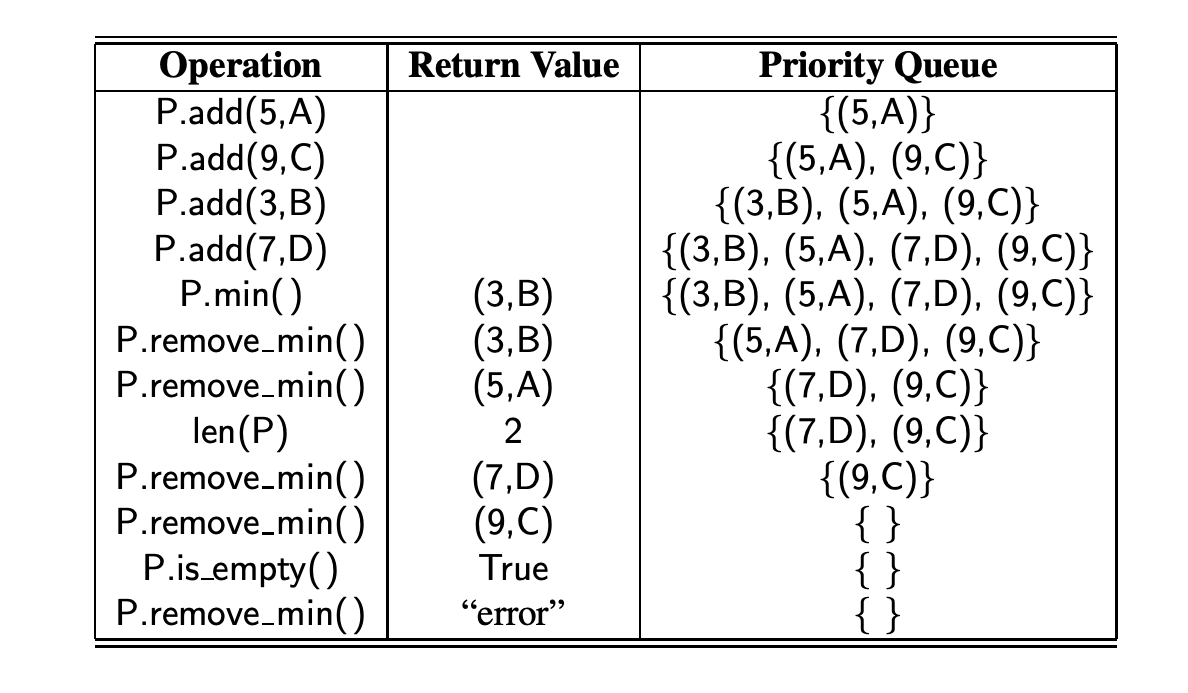 Operation Return Value Priority Queue
P.add(5,A) {(5,A)}
P.add(9,C) {(5,A), (9,C)}
P.add(3,B) {(3,B), (5,A), (9,C)}
P.add(7,D) {(3,B), (5,A), (7,D), (9,C)}
P.min( ) (3,B) {(3,B), (5,A), (7,D), (9,C)}
P.remove_min( ) (3,B) {(5,A), (7,D), (9,C)}
P.remove_min( ) (5,A) {(7,D), (9,C)}
len(P) 2 {(7,D), (9,C)}
P.remove_min( ) (7,D) {(9,C)}
P.remove_min( ) (9,C) { }
P.is_empty( ) True { }
P.remove_min( ) “error” { }